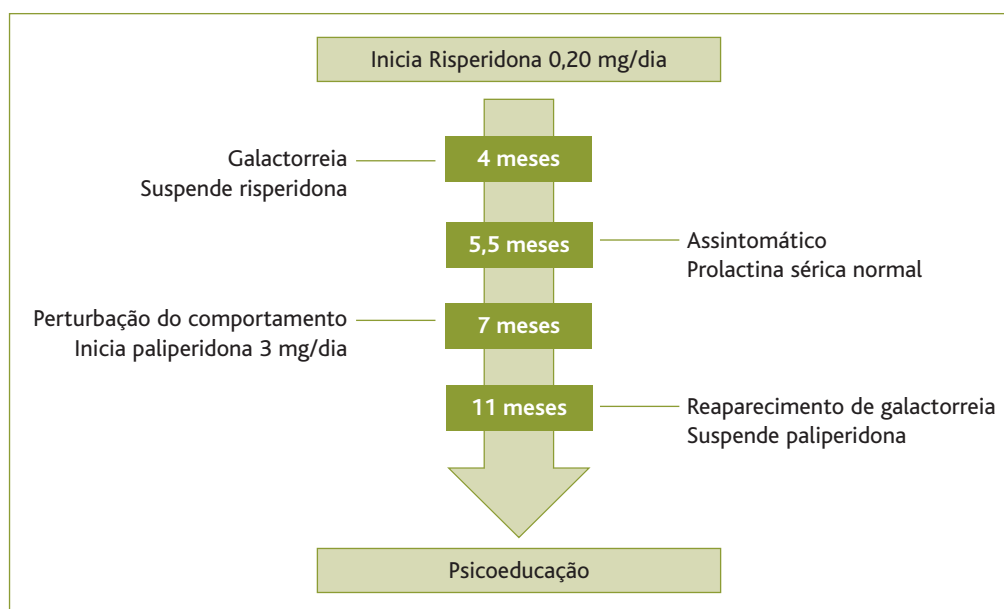 Inicia Risperidona 0,20 mg/dia
4 meses
Galactorreia
Suspende risperidona
5,5 meses
Assintomático
Prolactina sérica normal
Perturbação do comportamento
Inicia paliperidona 3 mg/dia
7 meses
11 meses
Reaparecimento de galactorreia
Suspende paliperidona
Psicoeducação